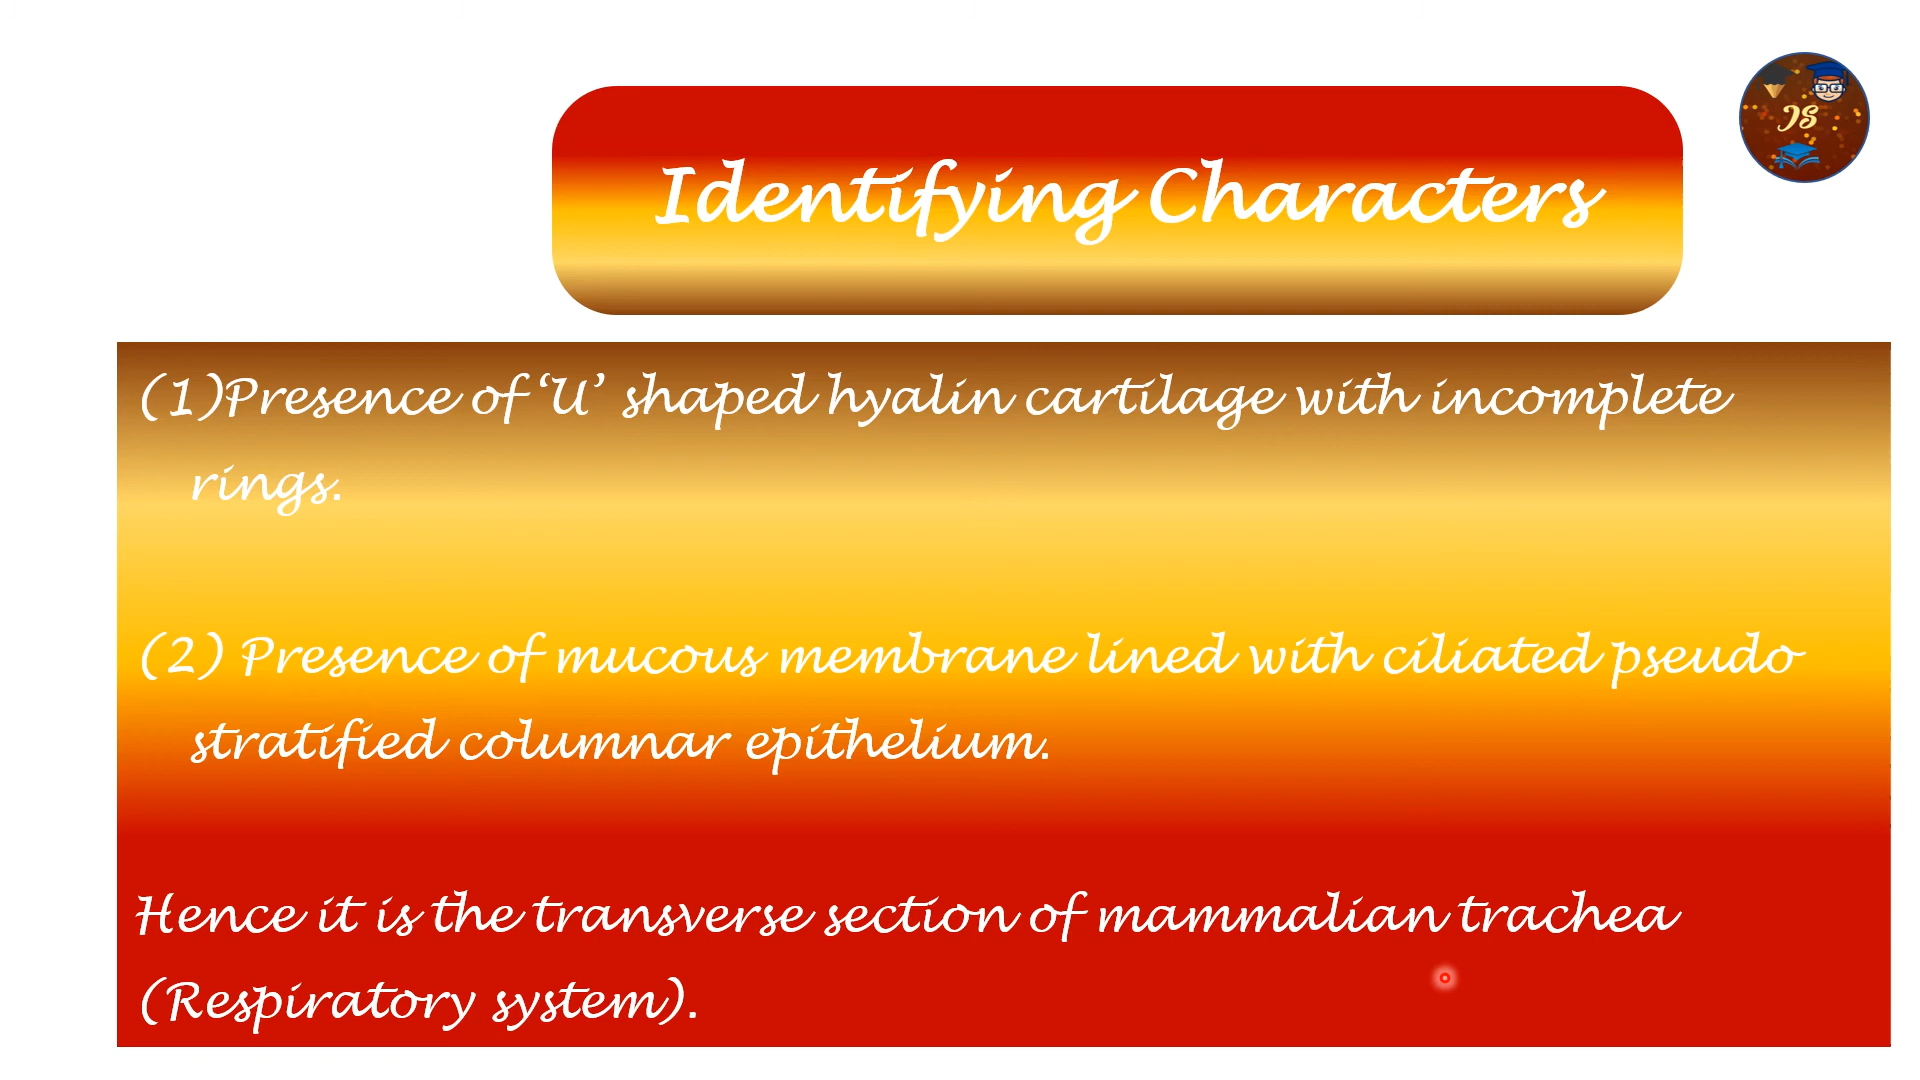 JS
Identifying Characters
(1)Presence of ‘U’ shaped hyalin cartilage with incomplete
rings.
(2) Presence of mucous membrane lined with ciliated pseudo
stratified columnar epithelium.
Hence it is the transverse section of mammalian trachea
(Respiratory system).